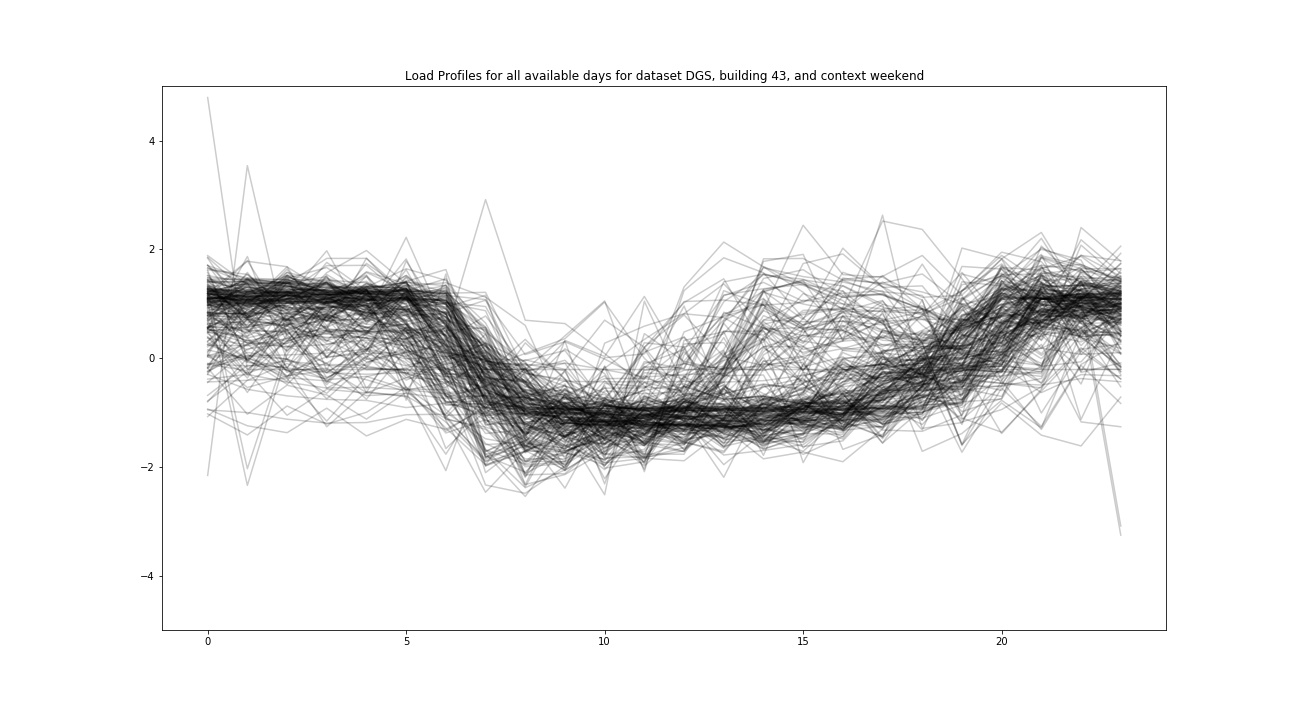 Load Profiles for all available days for dataset DGS, building 43, and context weekend
4
2
0
−2
−4
0 5 10 15 20